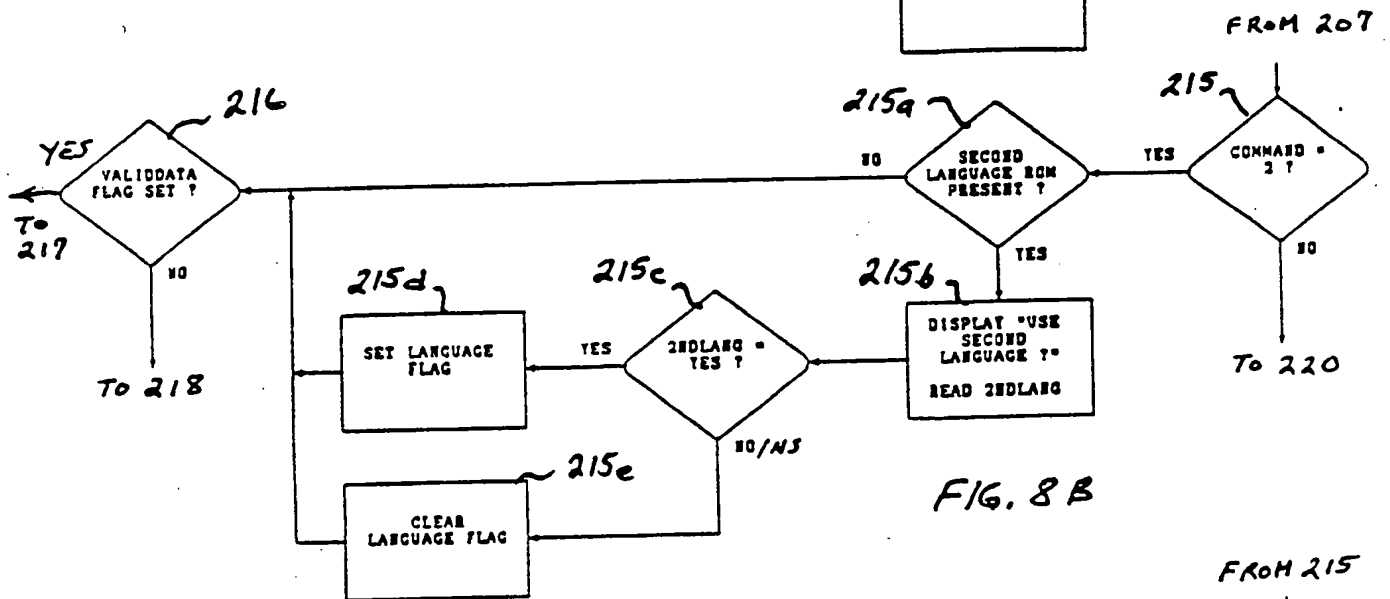 FROM 207
216
215a
215
YES
VALIDDATA
FLAG SET ?
NO
SECOND
LANGUAGE ROM
PRESENT ?
YES
COMMAND =
2 ?
TO
217
NO
YES
NO
215d
215c
215b
TO 218
SET LANGUAGE
FLAG
YES
2NDLANG =
YES ?
DISPLAY "USE
SECOND
LANGUAGE ?"
READ 2NDLANG
TO 220
NO/NS
215e
CLEAR
LANGUAGE FLAG
FIG. 8B
FROM 215